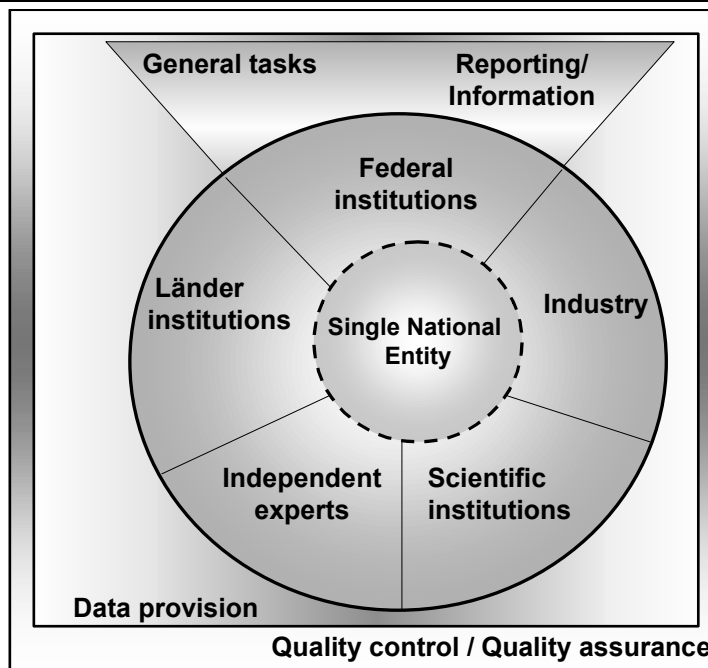 General tasks
Reporting/
Information
Federal
institutions
Länder
institutions
Industry
Single National
Entity
Independent
experts
Scientific
institutions
Data provision
Quality control / Quality assurance